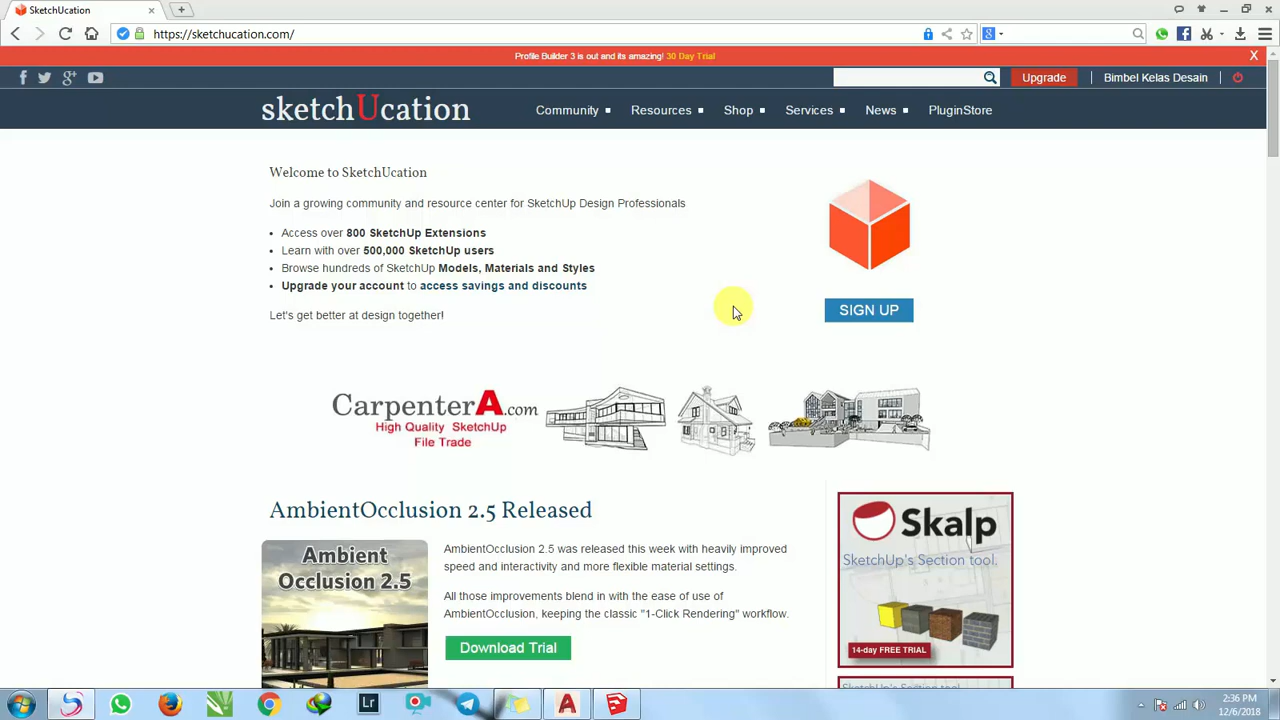 SketchUcation
https://sketchucation.com/
Profile Builder 3 is out and its amazing! 30 Day Trial
X
Upgrade
Bimbel Kelas Desain
sketchUcation
Community
Resources
Shop
Services
News
PluginStore
Welcome to SketchUcation
Join a growing community and resource center for SketchUp Design Professionals
Access over 800 SketchUp Extensions
Learn with over 500,000 SketchUp users
Browse hundreds of SketchUp Models, Materials and Styles
Upgrade your account to access savings and discounts
Let's get better at design together!
SIGN UP
CarpenterA.com
High Quality SketchUp
File Trade
AmbientOcclusion 2.5 Released
Ambient
Occlusion 2.5
AmbientOcclusion 2.5 was released this week with heavily improved
speed and interactivity and more flexible material settings.
All those improvements blend in with the ease of use of
AmbientOcclusion, keeping the classic "1-Click Rendering" workflow.
Download Trial
Skalp
SketchUp's Section tool.
14-day FREE TRIAL
SketchUp's Section tool.
Lr
2:36 PM
12/6/2018